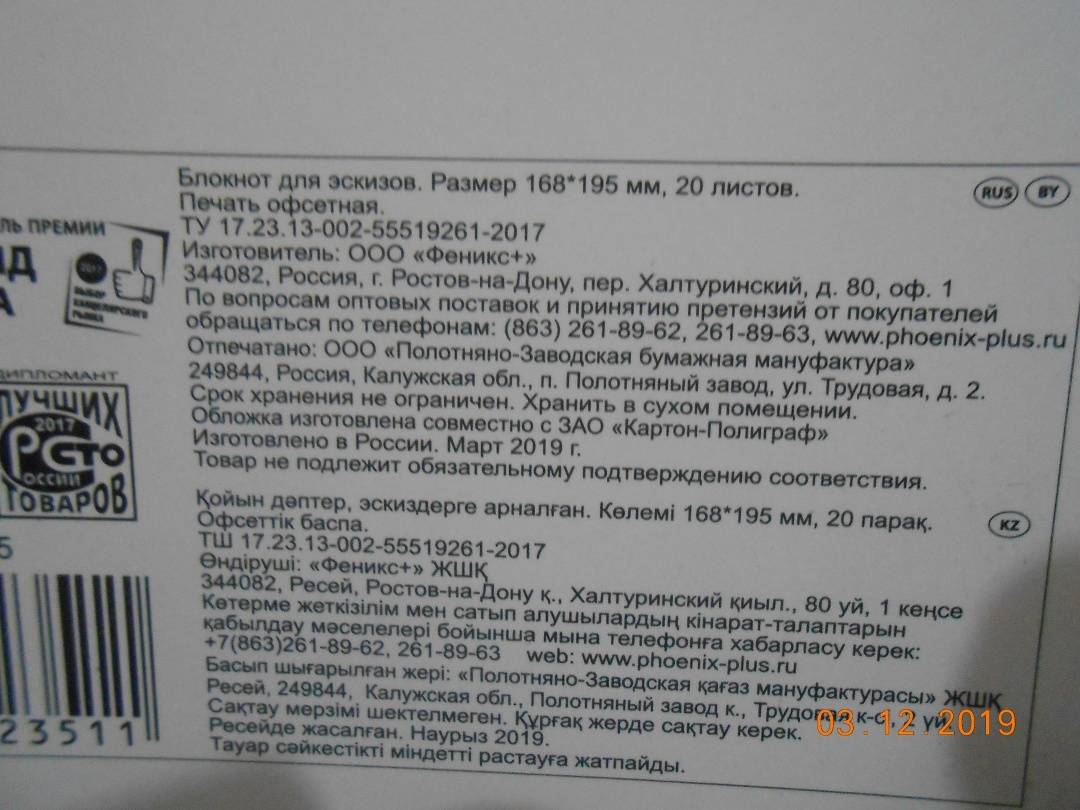 Блокнот для эскизов. Размер 168*195 мм, 20 листов.
RUS BY
Печать офсетная.
ТУ 17.23.13-002-55519261-2017
Изготовитель: ООО «Феникс+»
344082, Россия, г. Ростов-на-Дону, пер. Халтуринский, д. 80, оф. 1
По вопросам оптовых поставок и принятию претензий от покупателей
обращаться по телефонам: (863) 261-89-62, 261-89-63, www.phoenix-plus.ru
Отпечатано: ООО «Полотняно-Заводская бумажная мануфактура»
249844, Россия, Калужская обл., п. Полотняный завод, ул. Трудовая, д. 2.
Срок хранения не ограничен. Хранить в сухом помещении.
Обложка изготовлена совместно с ЗАО «Картон-Полиграф»
Изготовлено в России. Март 2019 г.
Товар не подлежит обязательному подтверждению соответствия.
Қойын дәптер, эскиздерге арналған. Көлемі 168*195 мм, 20 парақ.
KZ
Офсеттік баспа.
ТШ 17.23.13-002-55519261-2017
Өндіруші: «Феникс+» ЖШҚ
344082, Ресей, Ростов-на-Дону қ., Халтуринский қиыл., 80 уй, 1 кеңсе
Көтерме жеткізілім мен сатып алушылардың кінарат-талаптарын
қабылдау мәселелері бойынша мына телефонға хабарласу керек:
+7(863)261-89-62, 261-89-63 web: www.phoenix-plus.ru
Басып шығарылған жері: «Полотняно-Заводская қағаз мануфактурасы» ЖШҚ
Ресей, 249844, Калужская обл., Полотняный завод к., Трудовая к-с, 2 уй
Сақтау мерзімі шектелмеген. Құрғақ жерде сақтау керек.
Ресейде жасалған. Наурыз 2019.
Тауар сәйкестікті міндетті растауға жатпайды.
ЛЬ ПРЕМИИ
ЯД
А
2017
ВЫБОР
КАНЦЕЛЯРСКОГО
РЫНКА
ДИПЛОМАНТ
ЛУЧШИХ
2017
СТО
РОССИИ
ТОВАРОВ
5
23511
03.12.2019